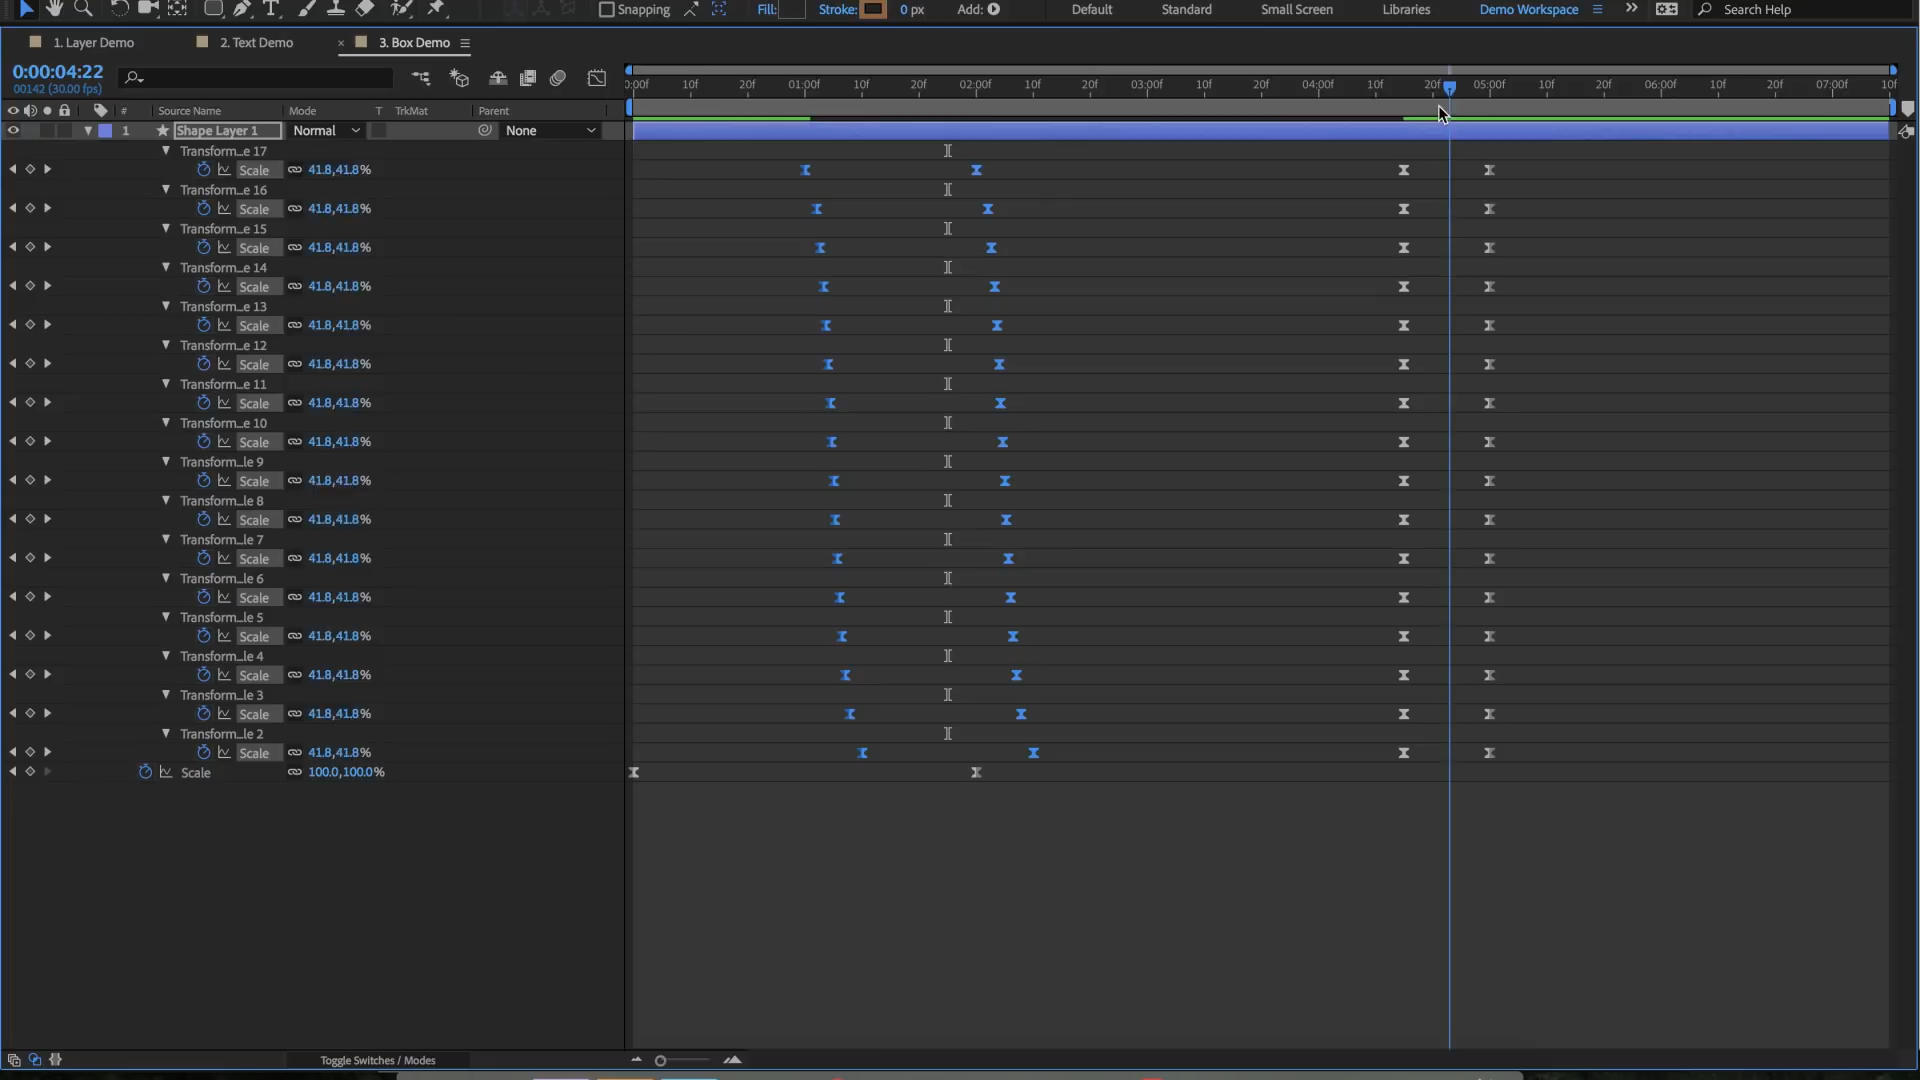 Snapping
Fill:
Stroke:
0 px
Add:
Default
Standard
Small Screen
Libraries
Demo Workspace
Search Help
1. Layer Demo
2. Text Demo
3. Box Demo
0:00:04:22
00142 (30.00 fps)
0:00f 10f 20f 01:00f 10f 20f 02:00f 10f 20f 03:00f 10f 20f 04:00f 10f 20f 05:00f 10f 20f 06:00f 10f 20f 07:00f 10f
# Source Name Mode T TrkMat Parent
1 Shape Layer 1 Normal None
Transform...e 17
Scale 41.8,41.8%
Transform...e 16
Scale 41.8,41.8%
Transform...e 15
Scale 41.8,41.8%
Transform...e 14
Scale 41.8,41.8%
Transform...e 13
Scale 41.8,41.8%
Transform...e 12
Scale 41.8,41.8%
Transform...e 11
Scale 41.8,41.8%
Transform...e 10
Scale 41.8,41.8%
Transform...le 9
Scale 41.8,41.8%
Transform...le 8
Scale 41.8,41.8%
Transform...le 7
Scale 41.8,41.8%
Transform...le 6
Scale 41.8,41.8%
Transform...le 5
Scale 41.8,41.8%
Transform...le 4
Scale 41.8,41.8%
Transform...le 3
Scale 41.8,41.8%
Transform...le 2
Scale 41.8,41.8%
Scale 100.0,100.0%
Toggle Switches / Modes